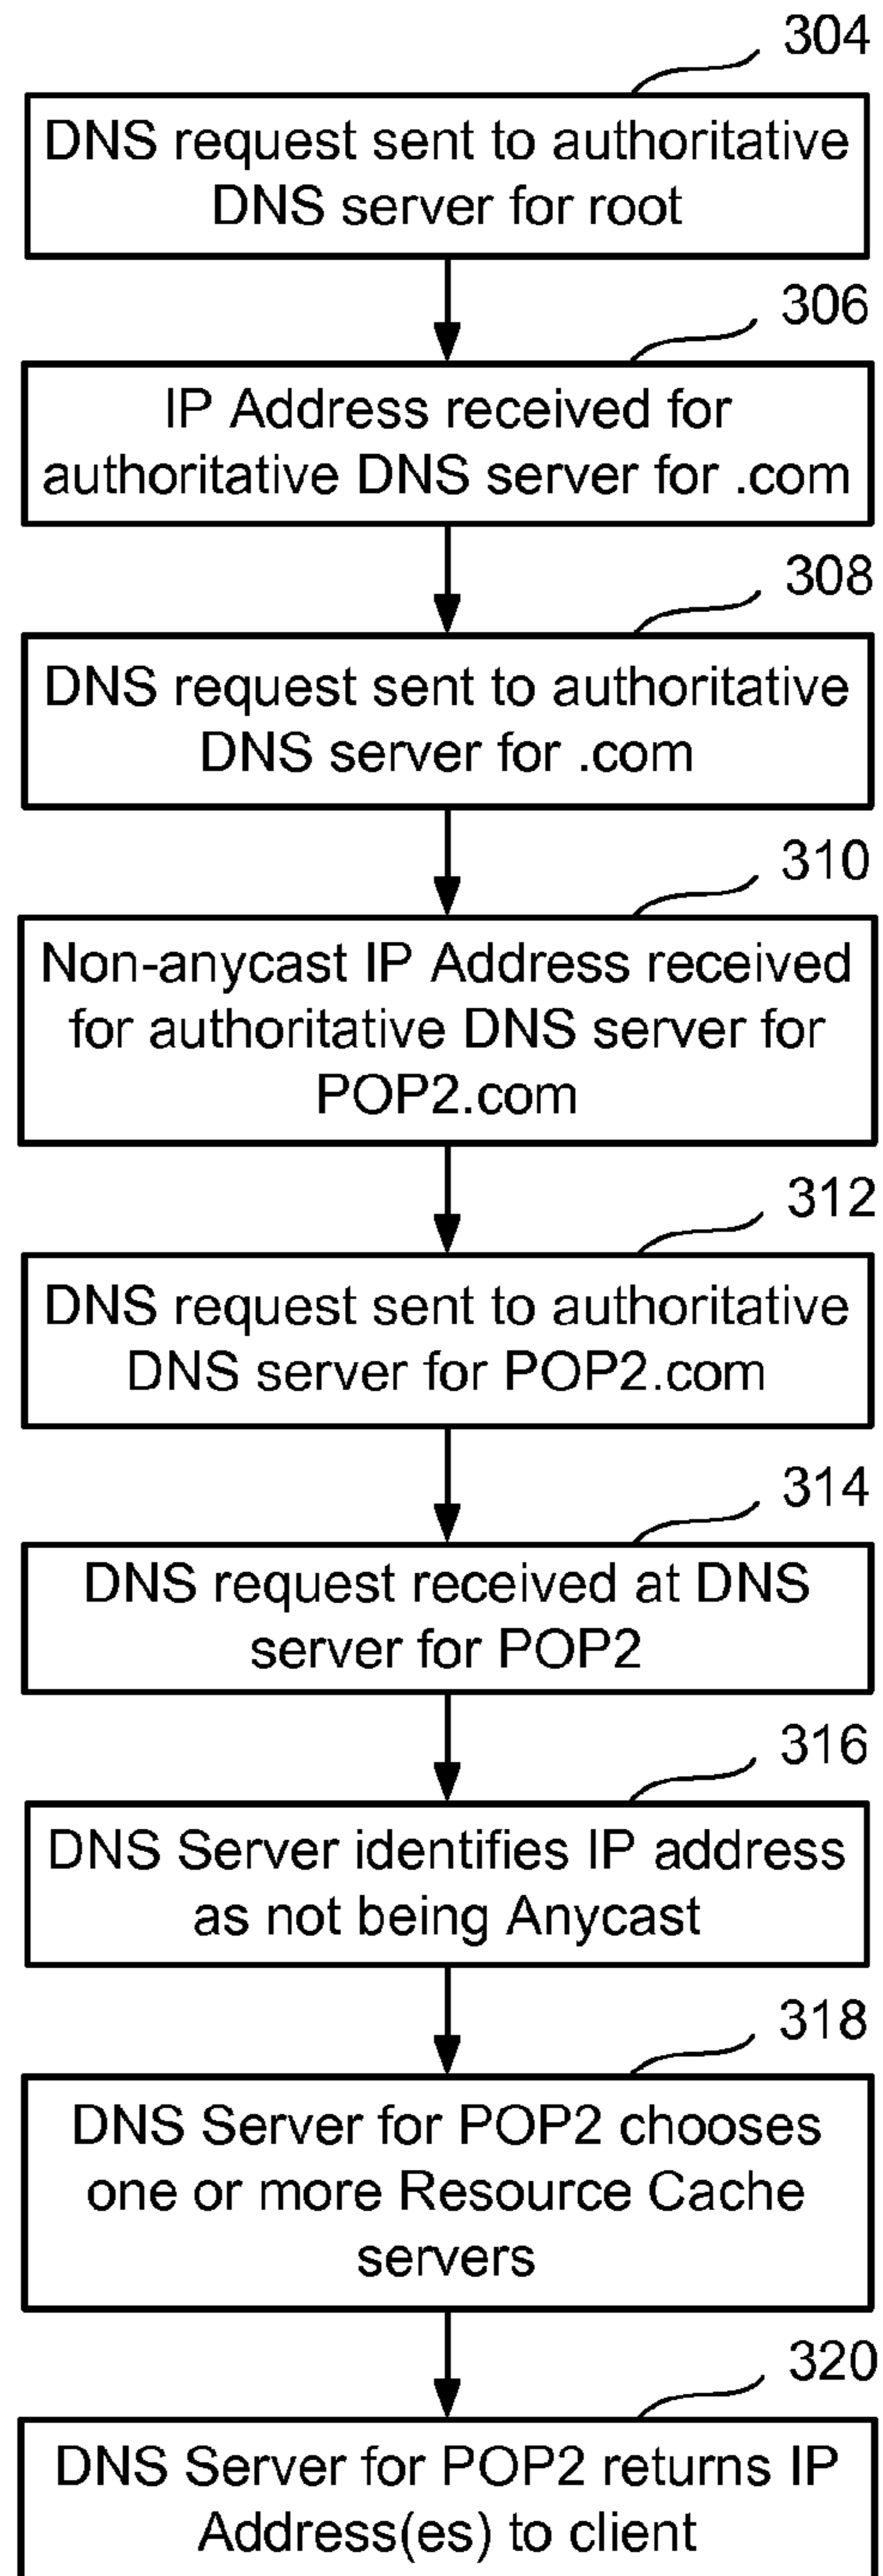 304
DNS request sent to authoritative
DNS server for root
306
IP Address received for
authoritative DNS server for .com
308
DNS request sent to authoritative
DNS server for .com
310
Non-anycast IP Address received
for authoritative DNS server for
POP2.com
312
DNS request sent to authoritative
DNS server for POP2.com
314
DNS request received at DNS
server for POP2
316
DNS Server identifies IP address
as not being Anycast
318
DNS Server for POP2 chooses
one or more Resource Cache
servers
320
DNS Server for POP2 returns IP
Address(es) to client